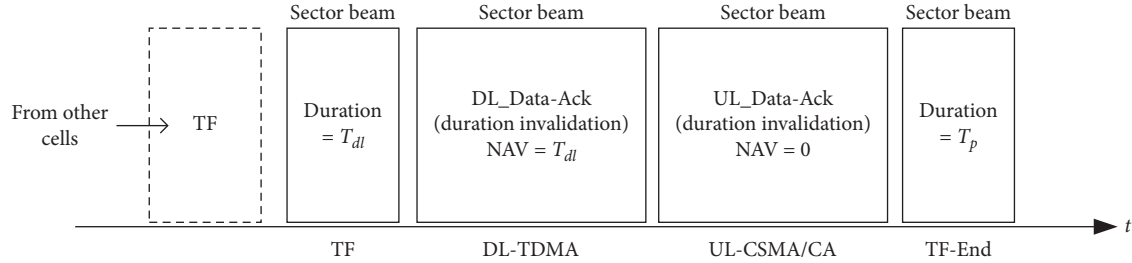 Sector beam
Sector beam
Sector beam
Sector beam
From other
cells
TF
Duration
= T_dl
DL_Data-Ack
(duration invalidation)
NAV = T_dl
UL_Data-Ack
(duration invalidation)
NAV = 0
Duration
= T_p
t
TF
DL-TDMA
UL-CSMA/CA
TF-End